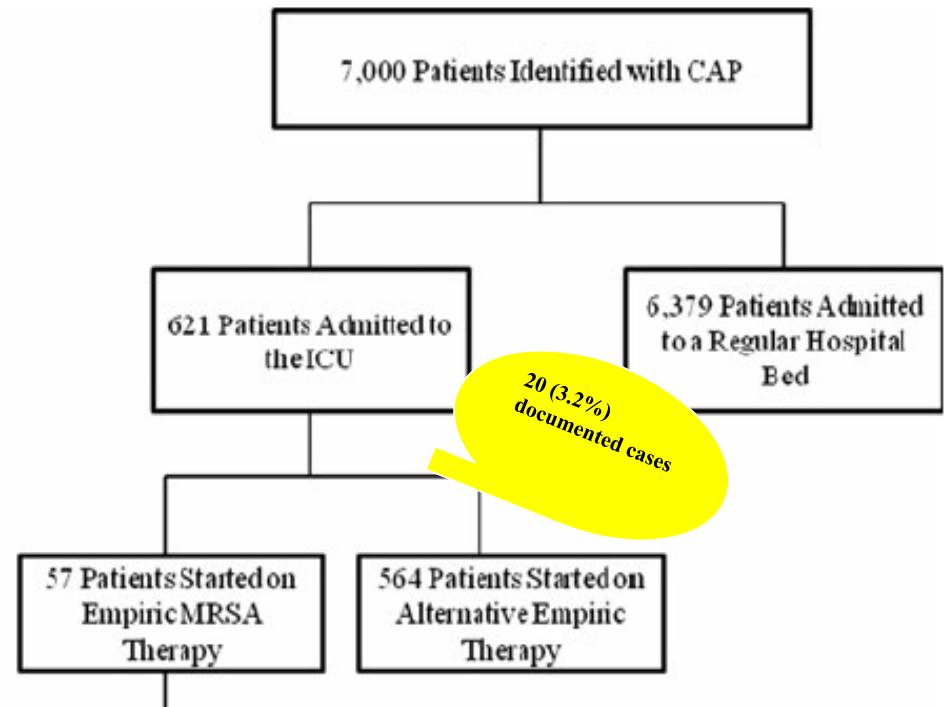 7,000 Patients Identified with CAP
621 Patients Admitted to
the ICU
6,379 Patients Admitted
to a Regular Hospital
Bed
20 (3.2%)
documented cases
57 Patients Started on
Empiric MRSA
Therapy
564 Patients Started on
Alternative Empiric
Therapy